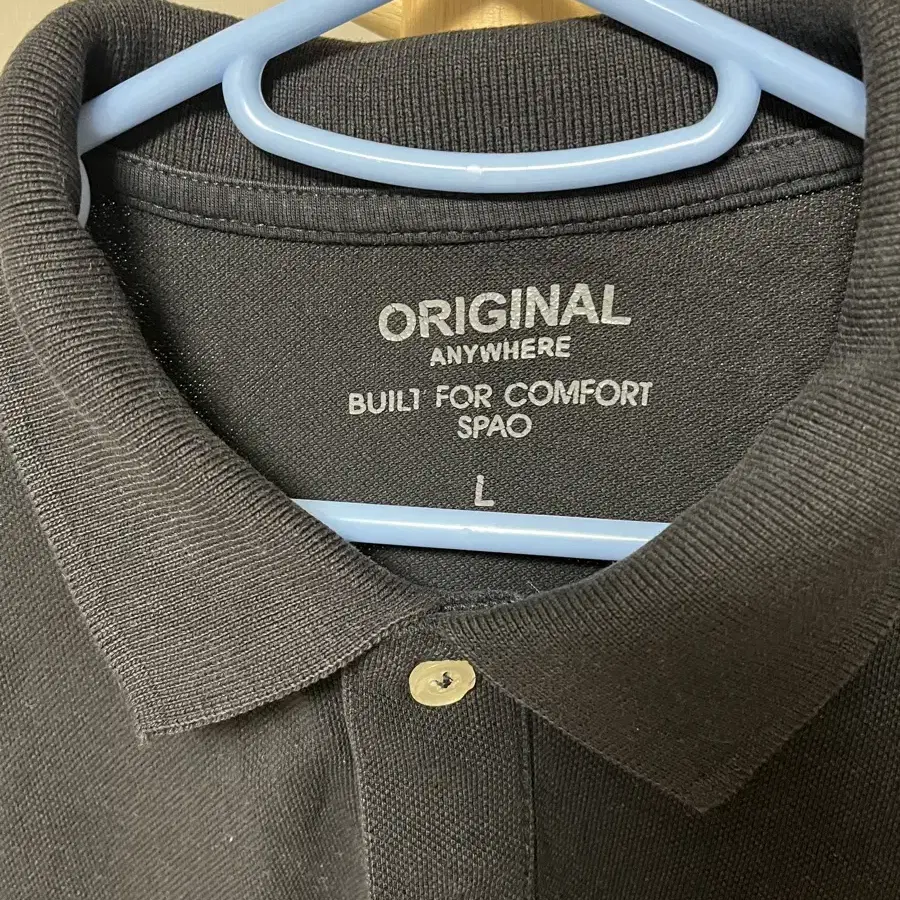 ORIGINAL
ANYWHERE
BUILT FOR COMFORT
SPAO
L